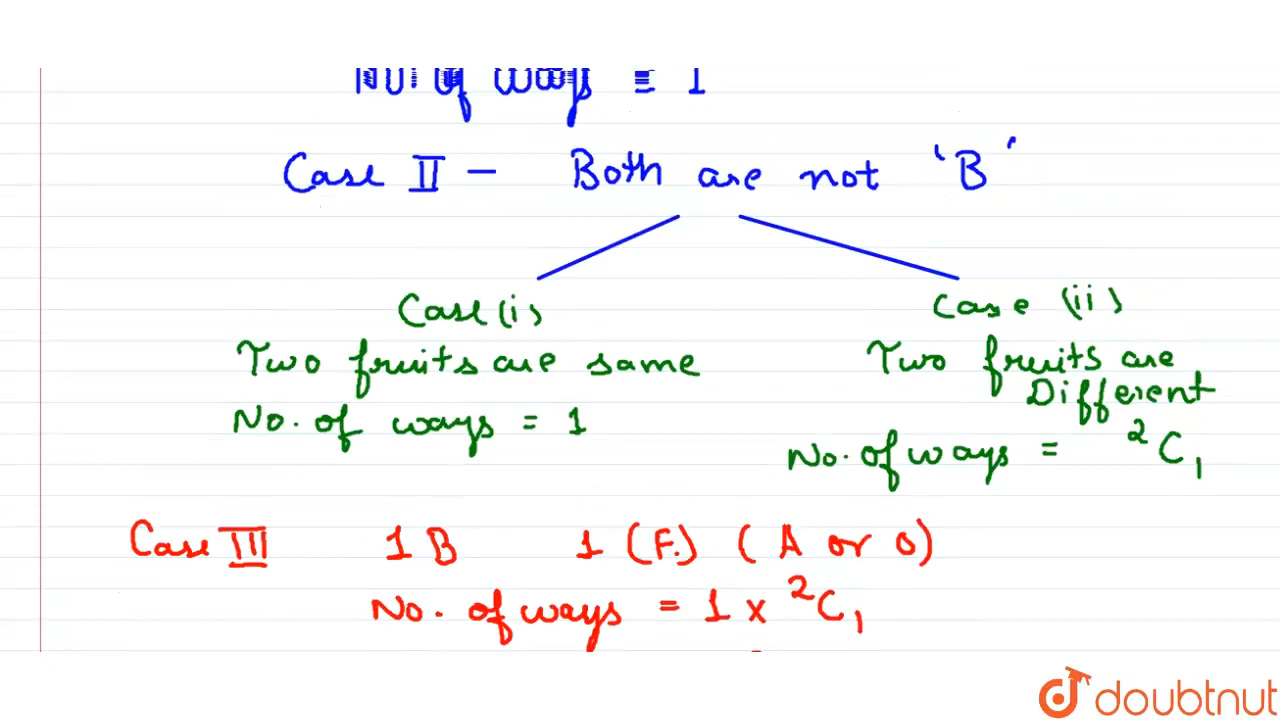 No. of ways = 1
Case II - Both are not 'B'
Case (i)
Two fruits are same
No. of ways = 1
Case (ii)
Two fruits are
Different
No. of ways = ²C₁
Case III 1 B 1 (F.) (A or O)
No. of ways = 1 x ²C₁
doubtnut